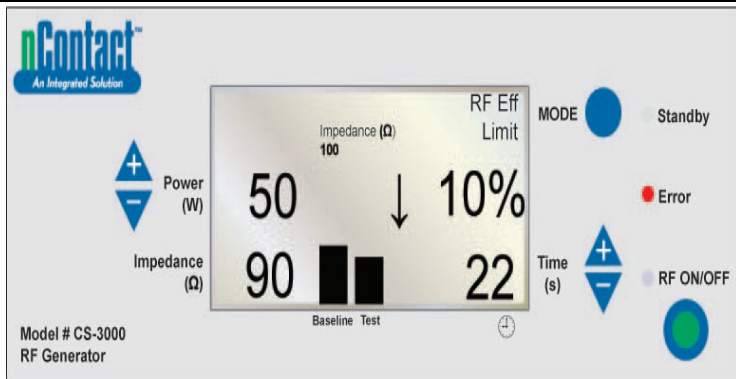 nContact™
An Integrated Solution
RF Eff
Limit
MODE
Standby
Impedance (Ω)
100
+
−
Power
(W)
50
↓
10%
Error
Impedance
(Ω)
90
22
Time
(s)
+
−
RF ON/OFF
Baseline Test
Model # CS-3000
RF Generator